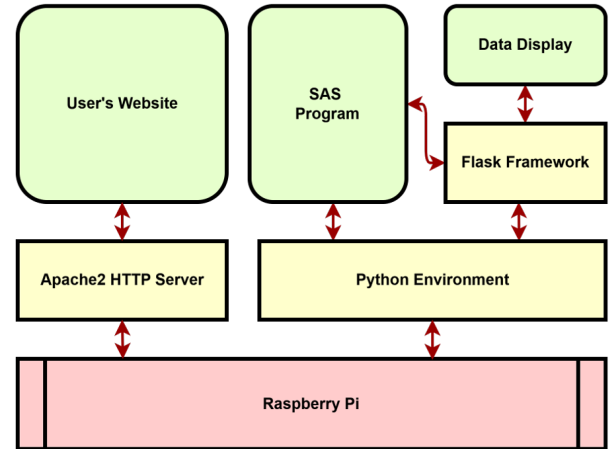 User's Website
SAS
Program
Data Display
Flask Framework
Apache2 HTTP Server
Python Environment
Raspberry Pi